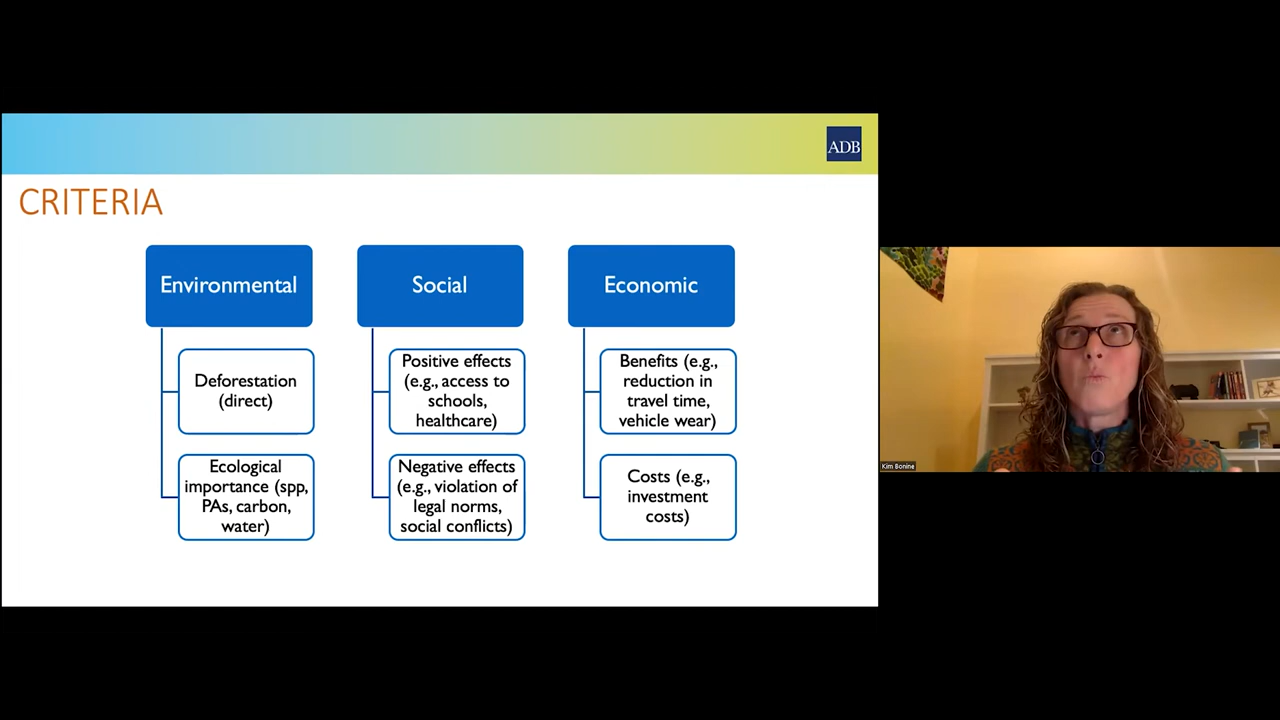 ADB
CRITERIA
Environmental
Deforestation
(direct)
Ecological
importance (spp,
PAs, carbon,
water)
Social
Positive effects
(e.g., access to
schools,
healthcare)
Negative effects
(e.g., violation of
legal norms,
social conflicts)
Economic
Benefits (e.g.,
reduction in
travel time,
vehicle wear)
Costs (e.g.,
investment
costs)
Kim Bonine